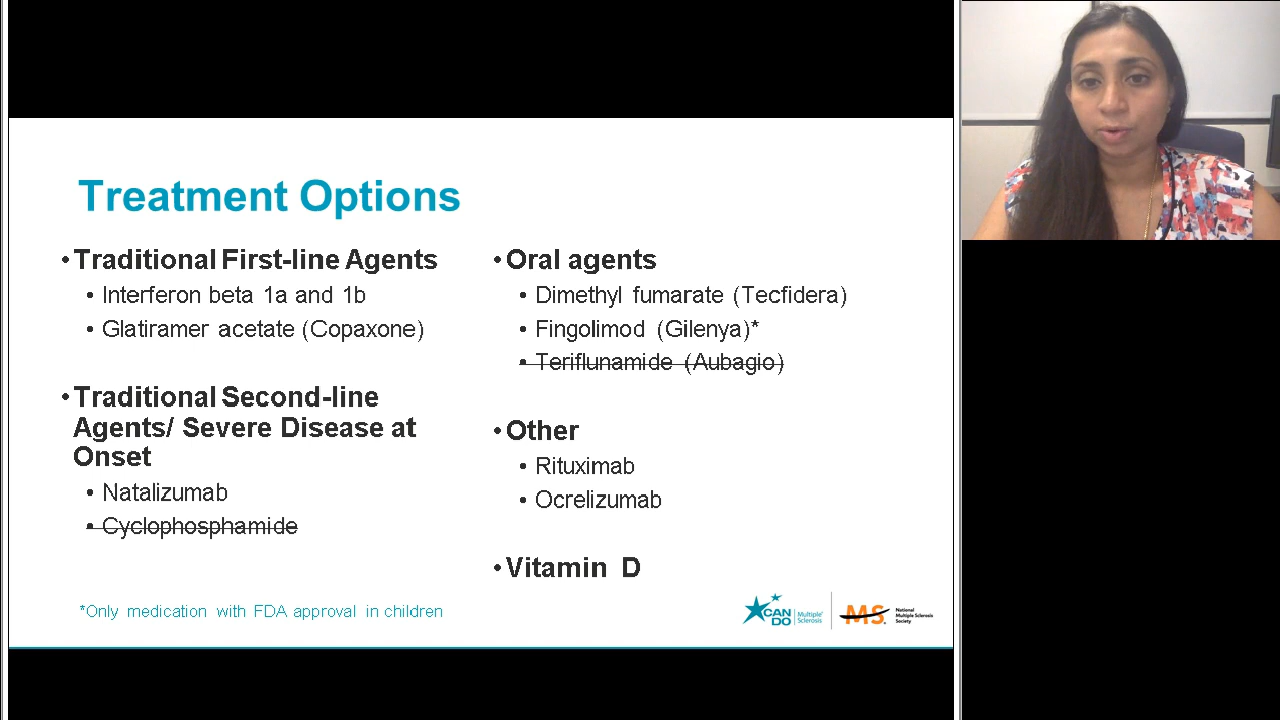 Treatment Options
• Traditional First-line Agents
• Interferon beta 1a and 1b
• Glatiramer acetate (Copaxone)
• Traditional Second-line
Agents/ Severe Disease at
Onset
• Natalizumab
• Cyclophosphamide
• Oral agents
• Dimethyl fumarate (Tecfidera)
• Fingolimod (Gilenya)*
• Teriflunamide (Aubagio)
• Other
• Rituximab
• Ocrelizumab
• Vitamin D
*Only medication with FDA approval in children
CAN DO
Multiple
Sclerosis
MS
National
Multiple Sclerosis
Society